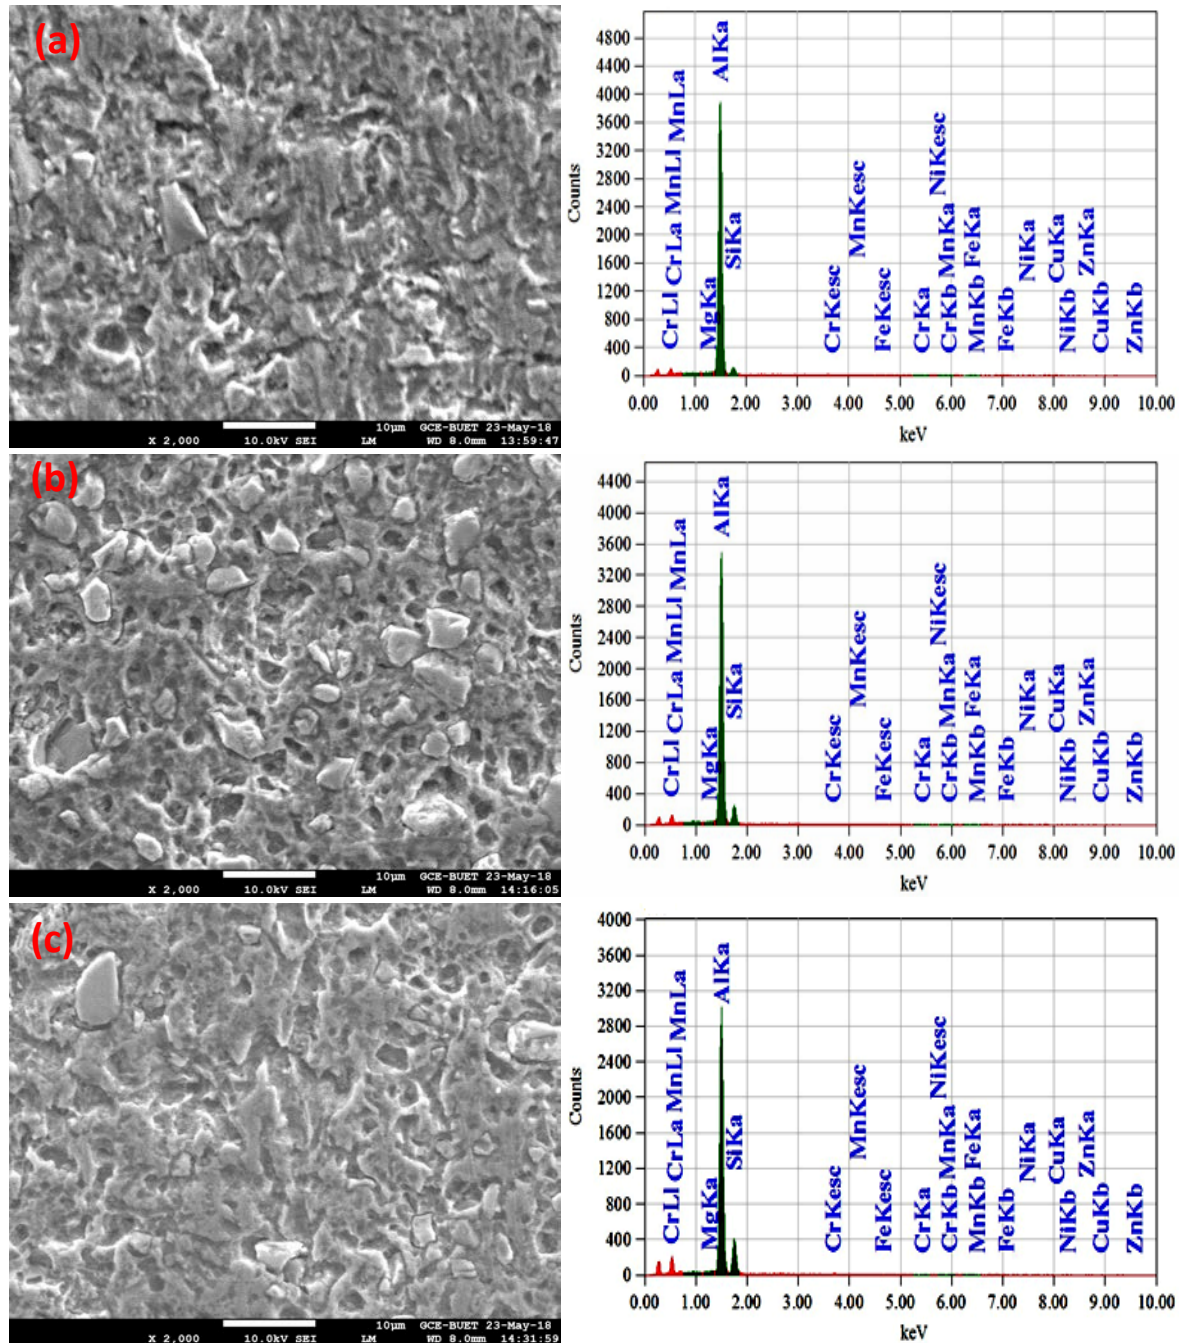 (a)
10µm GCE-BUET 23-May-18
X 2,000 10.0kV SEI LM WD 8.0mm 13:59:47
Counts
4800
4400
4000
3600
3200
2800
2400
2000
1600
1200
800
400
0
CrLl CrLa MnLl MnLa
MgKa
AlKa
SiKa
CrKesc
MnKesc
FeKesc
CrKa
CrKb MnKa
NiKesc
MnKb FeKa
FeKb
NiKa
NiKb CuKa
CuKb ZnKa
ZnKb
0.00 1.00 2.00 3.00 4.00 5.00 6.00 7.00 8.00 9.00 10.00
keV
(b)
10µm GCE-BUET 23-May-18
X 2,000 10.0kV SEI LM WD 8.0mm 14:16:05
Counts
4400
4000
3600
3200
2800
2400
2000
1600
1200
800
400
0
CrLl CrLa MnLl MnLa
MgKa
AlKa
SiKa
CrKesc
MnKesc
FeKesc
CrKa
CrKb MnKa
NiKesc
MnKb FeKa
FeKb
NiKa
NiKb CuKa
CuKb ZnKa
ZnKb
0.00 1.00 2.00 3.00 4.00 5.00 6.00 7.00 8.00 9.00 10.00
keV
(c)
10µm GCE-BUET 23-May-18
X 2,000 10.0kV SEI LM WD 8.0mm 14:31:59
Counts
4000
3600
3200
2800
2400
2000
1600
1200
800
400
0
CrLl CrLa MnLl MnLa
MgKa
AlKa
SiKa
CrKesc
MnKesc
FeKesc
CrKa
CrKb MnKa
NiKesc
MnKb FeKa
FeKb
NiKa
NiKb CuKa
CuKb ZnKa
ZnKb
0.00 1.00 2.00 3.00 4.00 5.00 6.00 7.00 8.00 9.00 10.00
keV